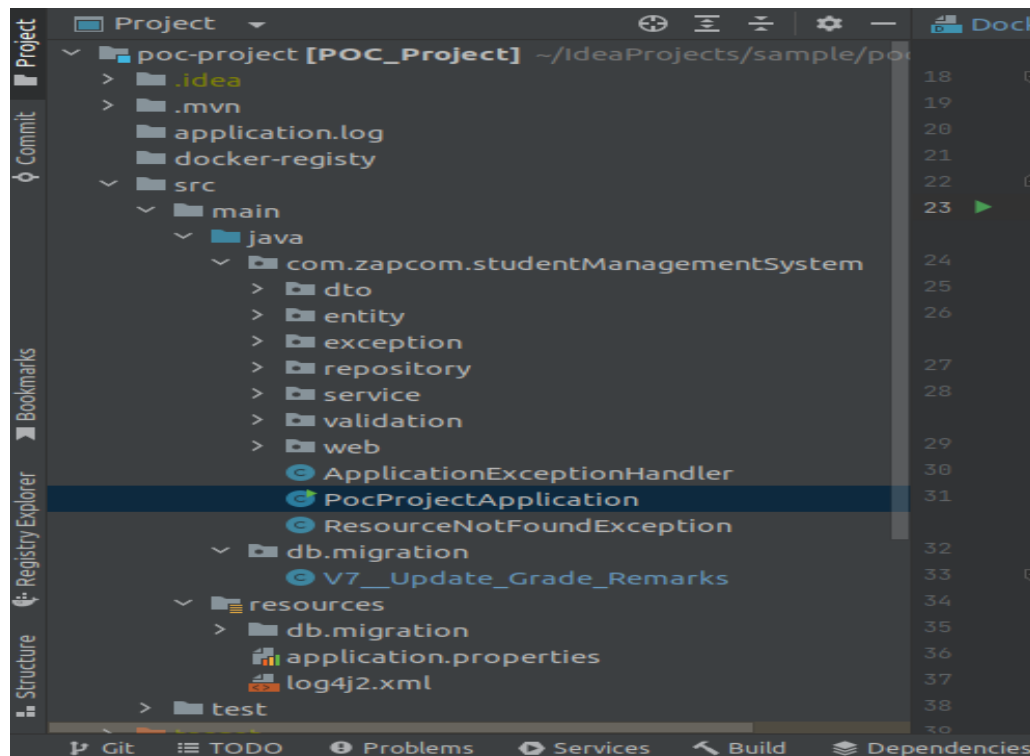 Project
Dock
poc-project [POC_Project] ~/IdeaProjects/sample/po
.idea
18
.mvn
19
application.log
20
docker-registy
21
src
22
main
23
java
com.zapcom.studentManagementSystem
24
dto
25
entity
26
exception
repository
27
service
28
validation
web
29
ApplicationExceptionHandler
30
PocProjectApplication
31
ResourceNotFoundException
db.migration
32
V7__Update_Grade_Remarks
33
resources
34
db.migration
35
application.properties
36
log4j2.xml
37
test
38
Project
Commit
Bookmarks
Registry Explorer
Structure
Git TODO Problems Services Build Dependencies